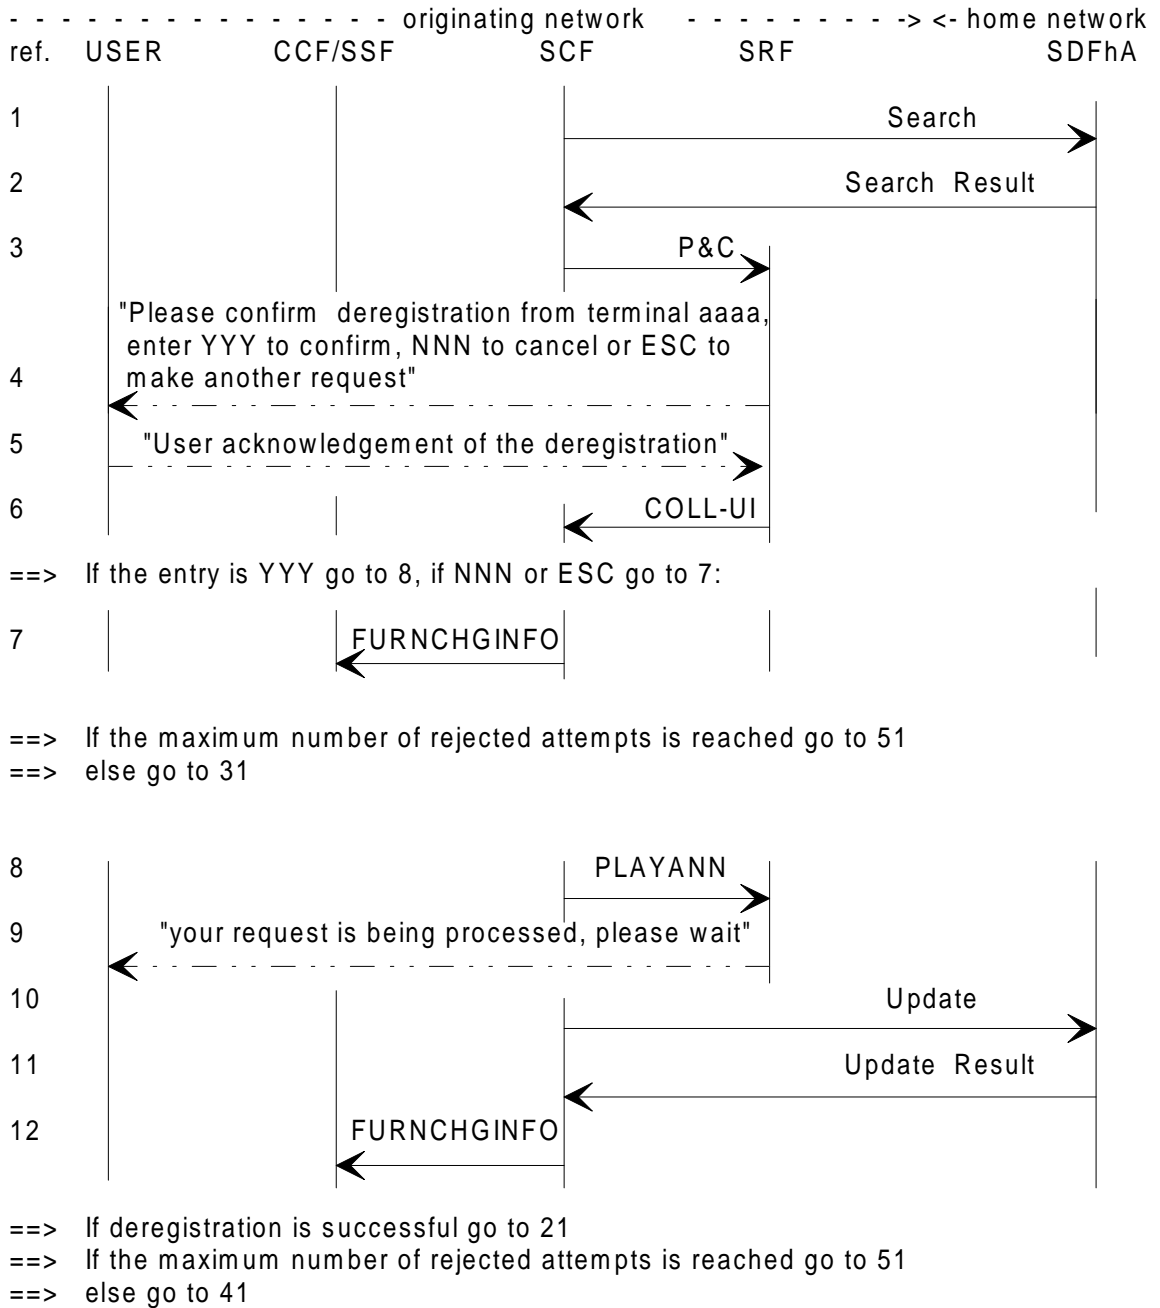 - - - - - - - - - - - - - - - - originating network - - - - - - - - - -> <- home network
ref. USER CCF/SSF SCF SRF SDFhA
1 Search
2 Search Result
3 P&C
"Please confirm deregistration from terminal aaaa,
enter YYY to confirm, NNN to cancel or ESC to
4 make another request"
5 "User acknowledgement of the deregistration"
6 COLL-UI
==> If the entry is YYY go to 8, if NNN or ESC go to 7:
7 FURNCHGINFO
==> If the maximum number of rejected attempts is reached go to 51
==> else go to 31
8 PLAYANN
9 "your request is being processed, please wait"
10 Update
11 Update Result
12 FURNCHGINFO
==> If deregistration is successful go to 21
==> If the maximum number of rejected attempts is reached go to 51
==> else go to 41